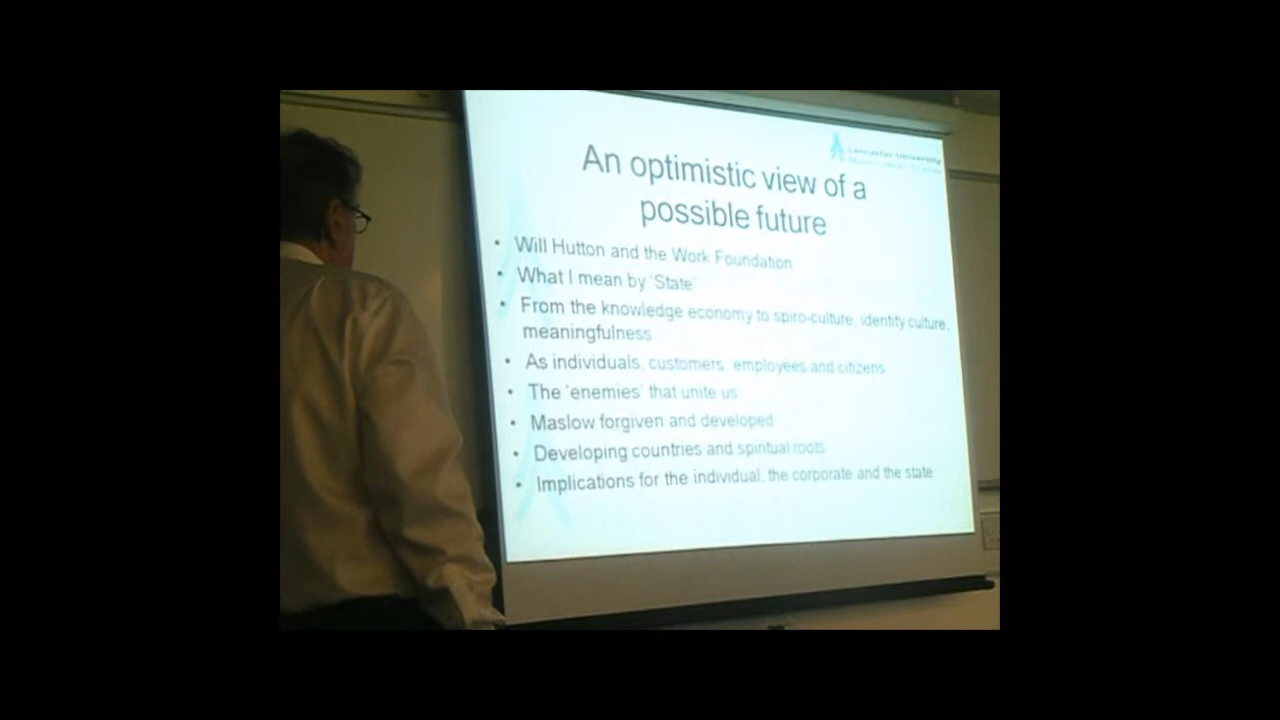 Lancaster University
MANAGEMENT SCHOOL
An optimistic view of a
possible future
• Will Hutton and the Work Foundation
• What I mean by ‘State’
• From the knowledge economy to spiro-culture, identity culture,
meaningfulness
• As individuals, customers, employees and citizens
• The ‘enemies’ that unite us
• Maslow forgiven and developed
• Developing countries and spiritual roots
• Implications for the individual, the corporate and the state